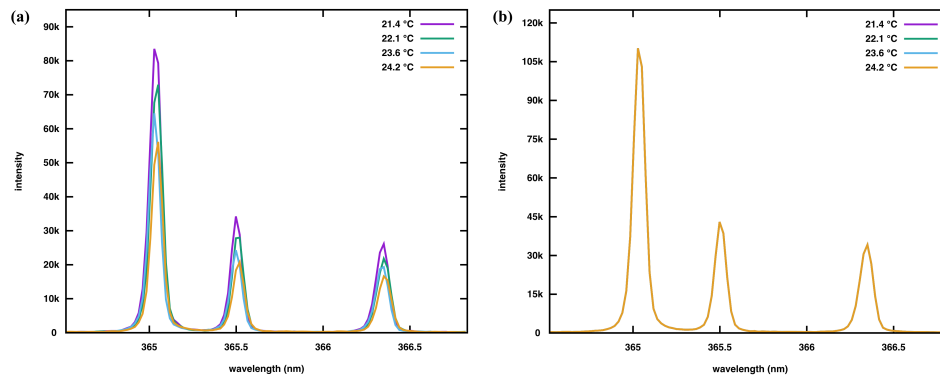 (a)
21.4 °C
22.1 °C
23.6 °C
24.2 °C
90k
80k
70k
60k
50k
40k
30k
20k
10k
0
intensity
365
365.5
366
366.5
wavelength (nm)
(b)
21.4 °C
22.1 °C
23.6 °C
24.2 °C
120k
105k
90k
75k
60k
45k
30k
15k
0
intensity
365
365.5
366
366.5
wavelength (nm)